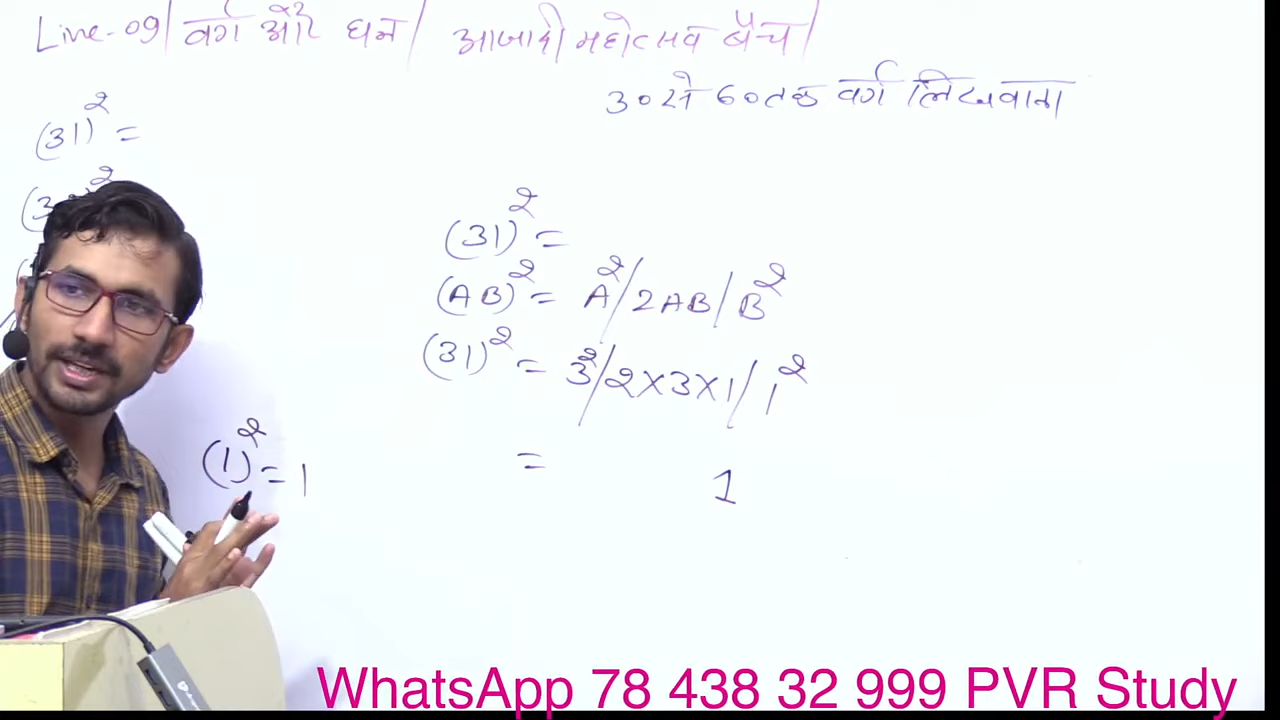 Line-09/ वर्ग और घन/ आजादी महोत्सव बैच/
30 से 60 तक वर्ग लिखवाना
(31)² =
(31)² =
(AB)² = A²/2AB/B²
(31)² = 3²/2×3×1/1²
(1)² = 1
= 1
WhatsApp 78 438 32 999 PVR Study